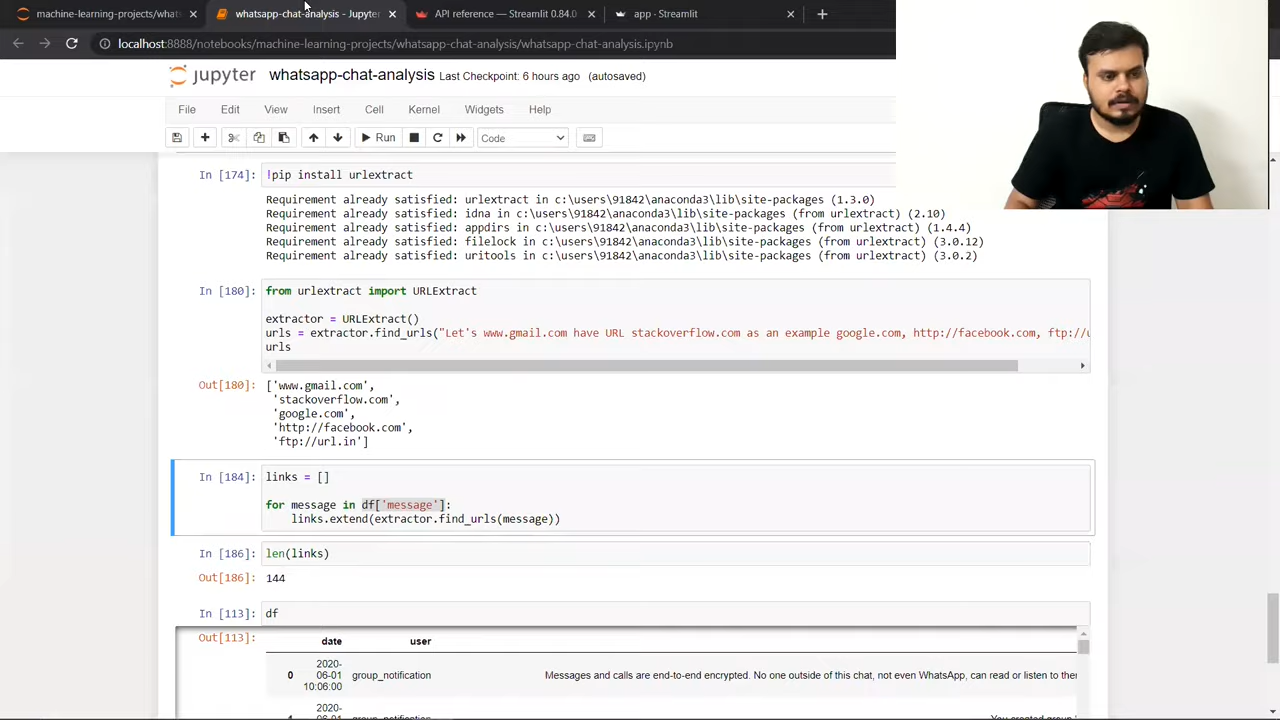 machine-learning-projects/whats
whatsapp-chat-analysis - Jupyter
API reference — Streamlit 0.84.0
app · Streamlit
localhost:8888/notebooks/machine-learning-projects/whatsapp-chat-analysis/whatsapp-chat-analysis.ipynb
jupyter whatsapp-chat-analysis Last Checkpoint: 6 hours ago (autosaved)
File Edit View Insert Cell Kernel Widgets Help
Run Code
In [174]: !pip install urlextract
Requirement already satisfied: urlextract in c:\users\91842\anaconda3\lib\site-packages (1.3.0)
Requirement already satisfied: idna in c:\users\91842\anaconda3\lib\site-packages (from urlextract) (2.10)
Requirement already satisfied: appdirs in c:\users\91842\anaconda3\lib\site-packages (from urlextract) (1.4.4)
Requirement already satisfied: filelock in c:\users\91842\anaconda3\lib\site-packages (from urlextract) (3.0.12)
Requirement already satisfied: uritools in c:\users\91842\anaconda3\lib\site-packages (from urlextract) (3.0.2)
In [180]: from urlextract import URLExtract
extractor = URLExtract()
urls = extractor.find_urls("Let's www.gmail.com have URL stackoverflow.com as an example google.com, http://facebook.com, ftp://u
urls
Out[180]: ['www.gmail.com',
'stackoverflow.com',
'google.com',
'http://facebook.com',
'ftp://url.in']
In [184]: links = []
for message in df['message']:
links.extend(extractor.find_urls(message))
In [186]: len(links)
Out[186]: 144
In [113]: df
Out[113]:
date user
0 2020-06-01 10:06:00 group_notification Messages and calls are end-to-end encrypted. No one outside of this chat, not even WhatsApp, can read or listen to them
2020-